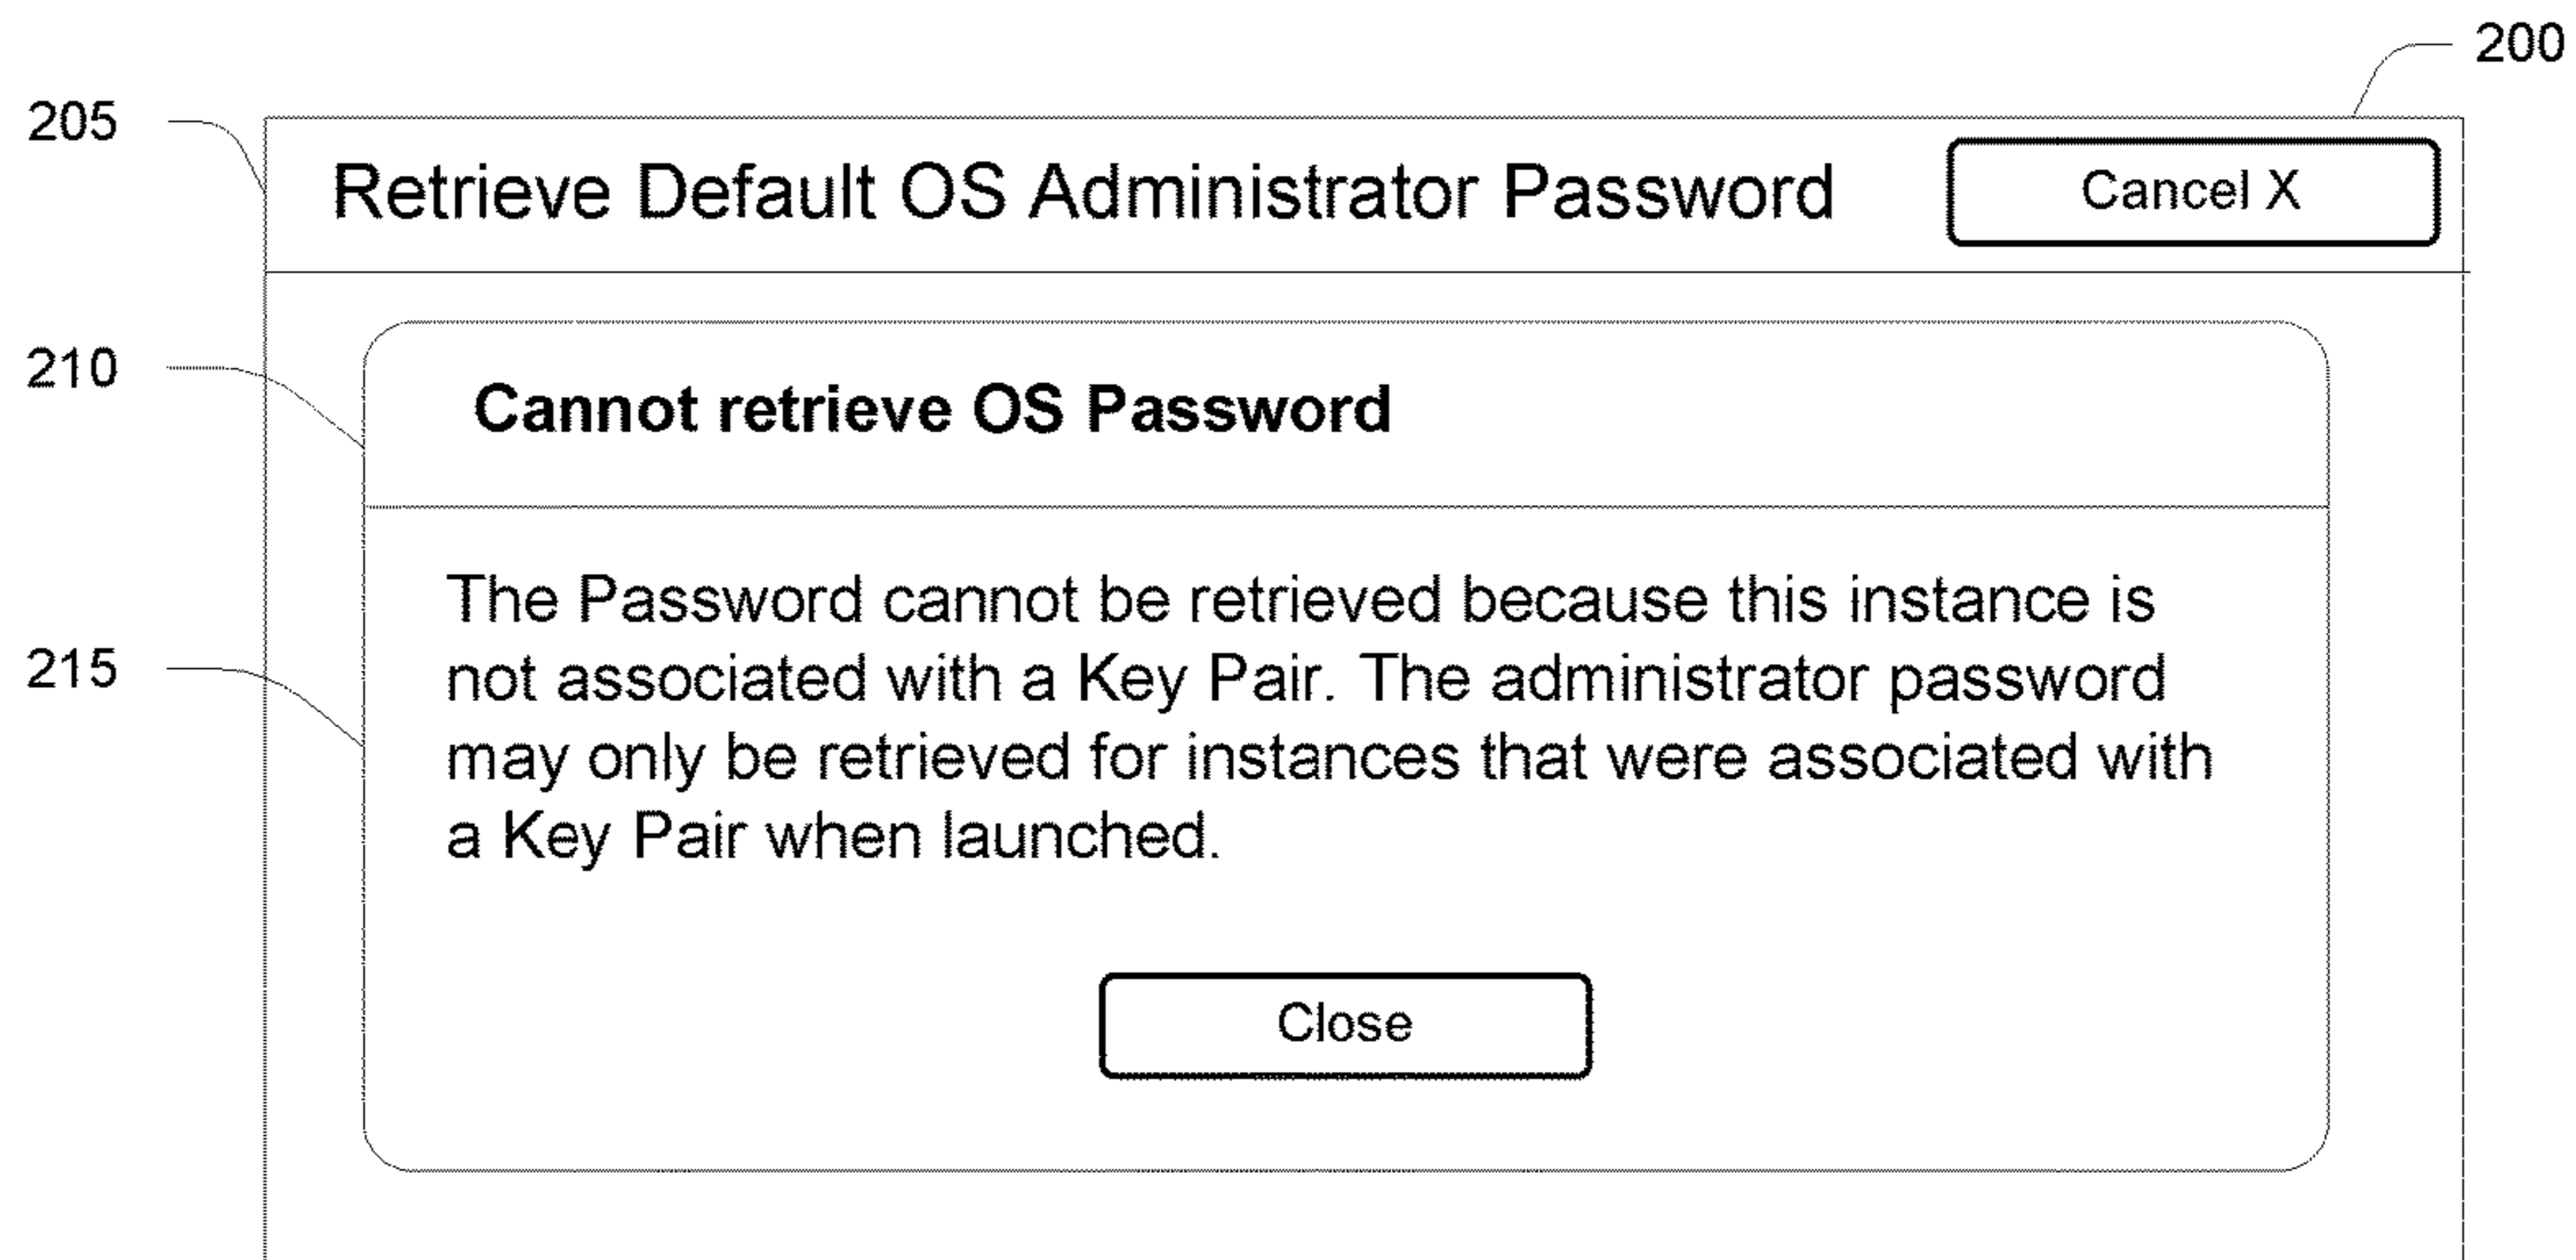 200
205
Retrieve Default OS Administrator Password
Cancel X
210
Cannot retrieve OS Password
The Password cannot be retrieved because this instance is
215
not associated with a Key Pair. The administrator password
may only be retrieved for instances that were associated with
a Key Pair when launched.
Close